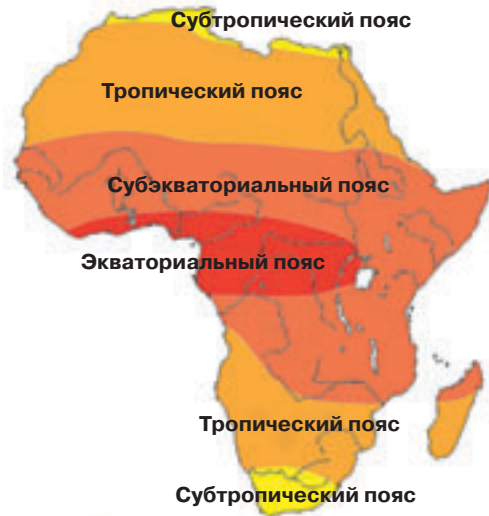 Субтропический пояс
Тропический пояс
Субэкваториальный пояс
Экваториальный пояс
Тропический пояс
Субтропический пояс